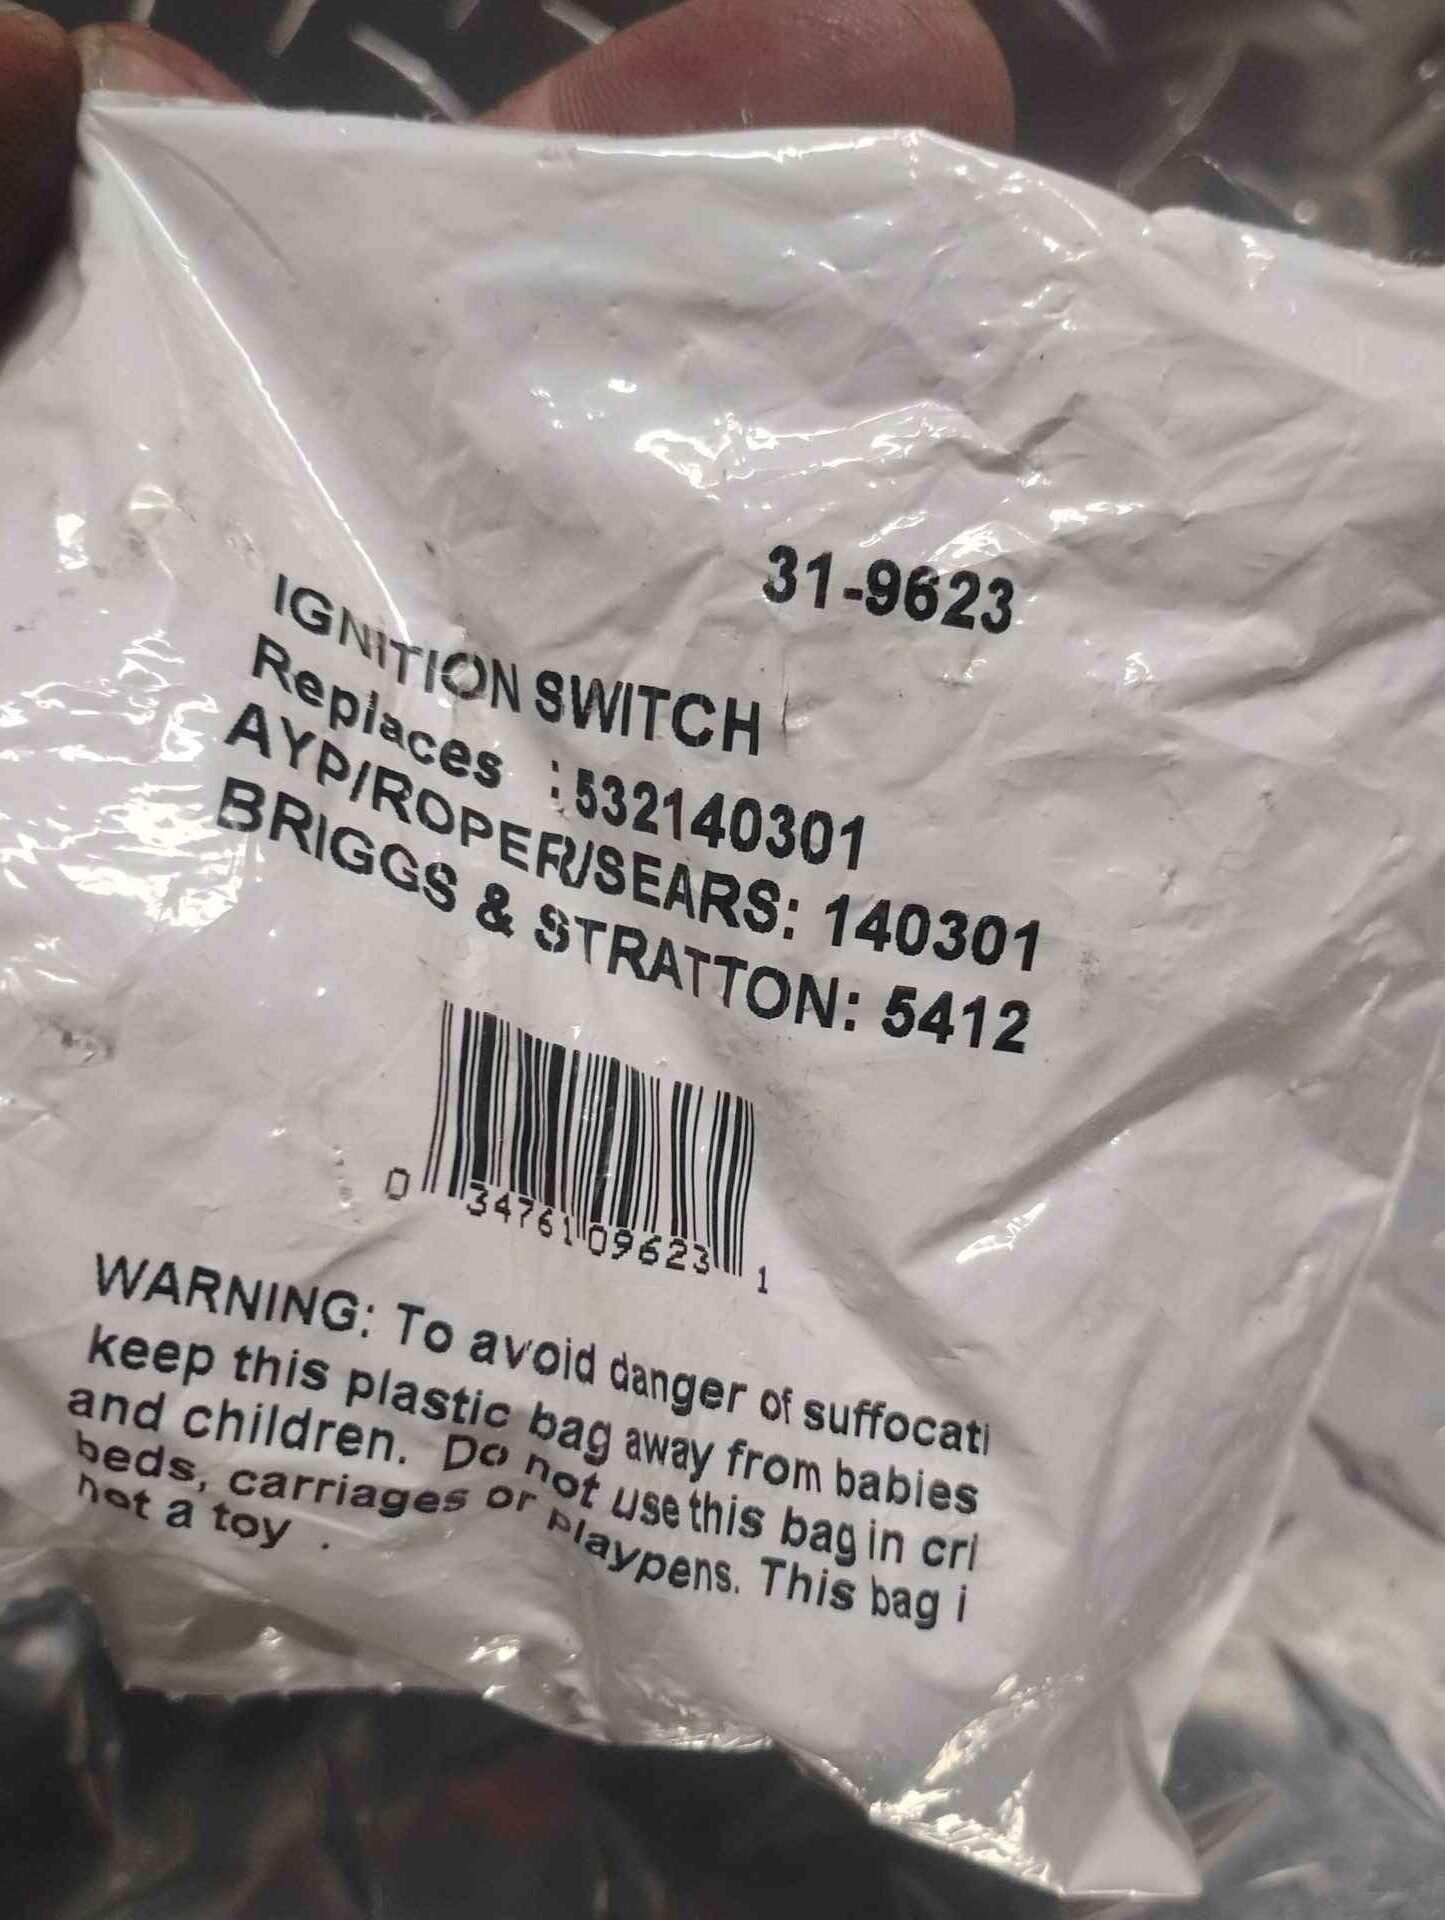 31-9623
IGNITION SWITCH
Replaces :532140301
AYP/ROPER/SEARS: 140301
BRIGGS & STRATTON: 5412
0 34761 09623 1
WARNING: To avoid danger of suffocati
keep this plastic bag away from babies
and children. Do not use this bag in cri
beds, carriages or playpens. This bag i
not a toy .